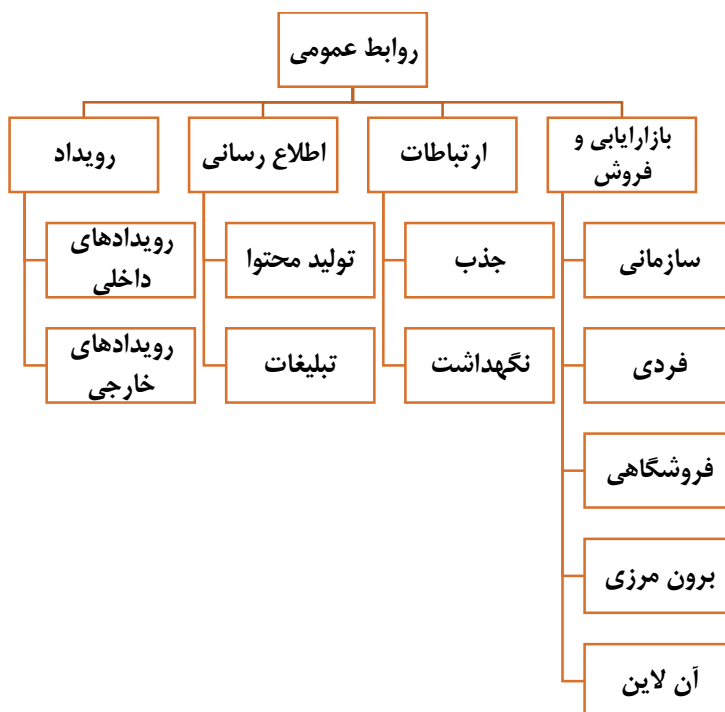 روابط عمومی
بازارایابی و
فروش
ارتباطات
اطلاع رسانی
رویداد
سازمانی
جذب
تولید محتوا
رویدادهای
داخلی
فردی
نگهداشت
تبلیغات
رویدادهای
خارجی
فروشگاهی
برون مرزی
آن لاین